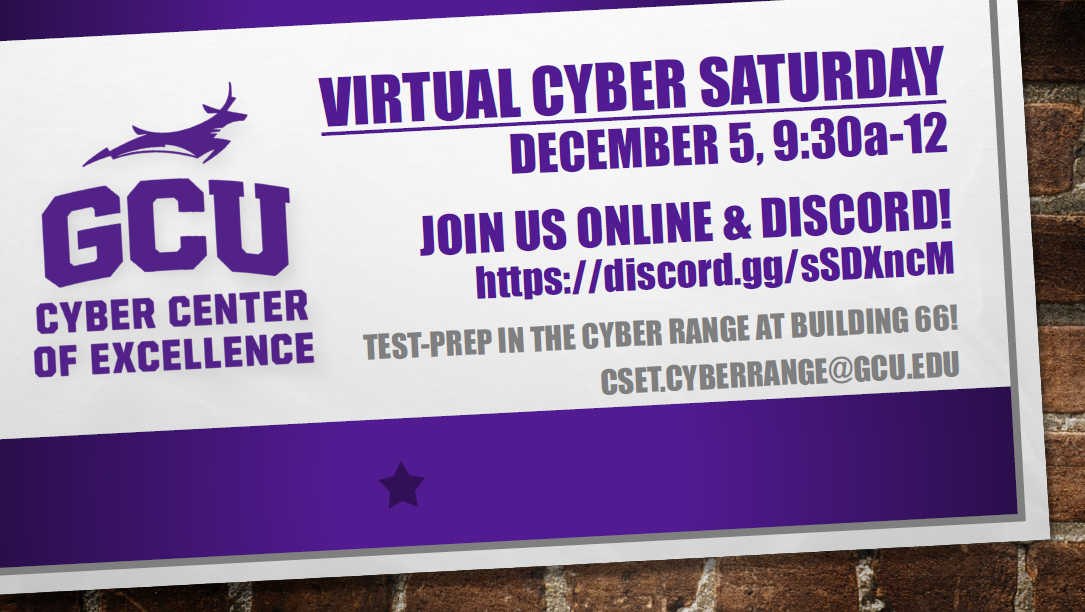 VIRTUAL CYBER SATURDAY
DECEMBER 5, 9:30a-12
JOIN US ONLINE & DISCORD!
https://discord.gg/sSDXncM
TEST-PREP IN THE CYBER RANGE AT BUILDING 66!
CSET.CYBERRANGE@GCU.EDU
GCU
CYBER CENTER
OF EXCELLENCE